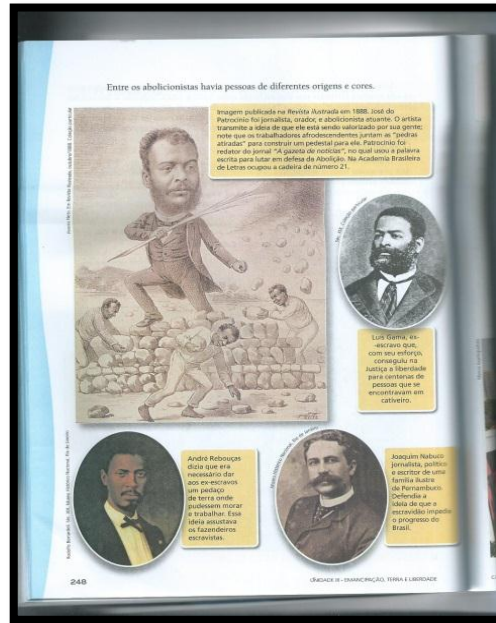 Entre os abolicionistas havia pessoas de diferentes origens e cores.
Imagem publicada na Revista Ilustrada em 1888. José do
Patrocínio foi jornalista, orador, e abolicionista atuante. O artista
transmite a ideia de que ele está sendo valorizado por sua gente;
note que os trabalhadores afrodescendentes juntam as "pedras
atiradas" para construir um pedestal para ele. Patrocínio foi
redator do jornal "A gazeta de notícias", no qual usou a palavra
escrita para lutar em defesa da Abolição. Na Academia Brasileira
de Letras ocupou a cadeira de número 21.
Luís Gama, ex-
-escravo que,
com seu esforço,
conseguiu na
Justiça a liberdade
para centenas de
pessoas que se
encontravam em
cativeiro.
André Rebouças
dizia que era
necessário dar
aos ex-escravos
um pedaço
de terra onde
pudessem morar
e trabalhar. Essa
ideia assustava
os fazendeiros
escravistas.
Museu Histórico Nacional, Rio de Janeiro
Joaquim Nabuco
jornalista, político
e escritor de uma
família ilustre
de Pernambuco.
Defendia a
ideia de que a
escravidão impedia
o progresso do
Brasil.
248
UNIDADE III - EMANCIPAÇÃO, TERRA E LIBERDADE